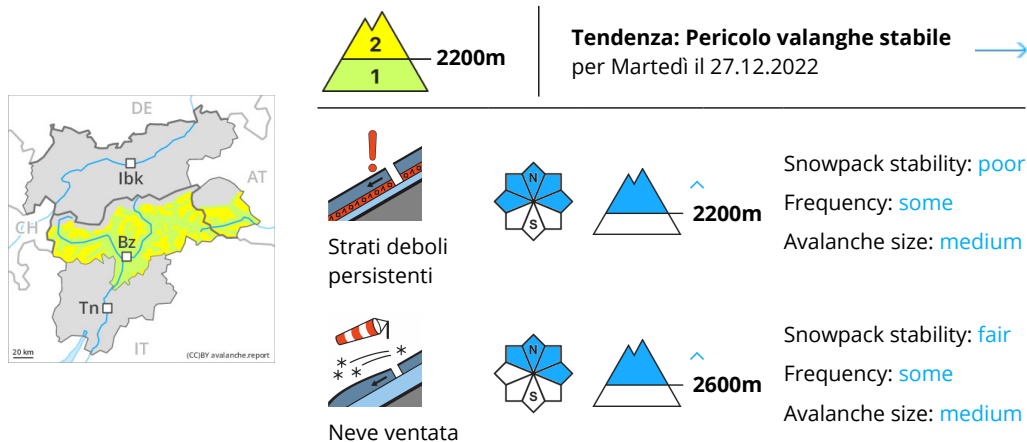 2
1
2200m
Tendenza: Pericolo valanghe stabile
per Martedì il 27.12.2022
DE
Ibk
AT
CH
Bz
Tn
IT
20 km
(CC)BY avalanche.report
N
S
2200m
Strati deboli
persistenti
Snowpack stability: poor
Frequency: some
Avalanche size: medium
N
S
2600m
Neve ventata
Snowpack stability: fair
Frequency: some
Avalanche size: medium